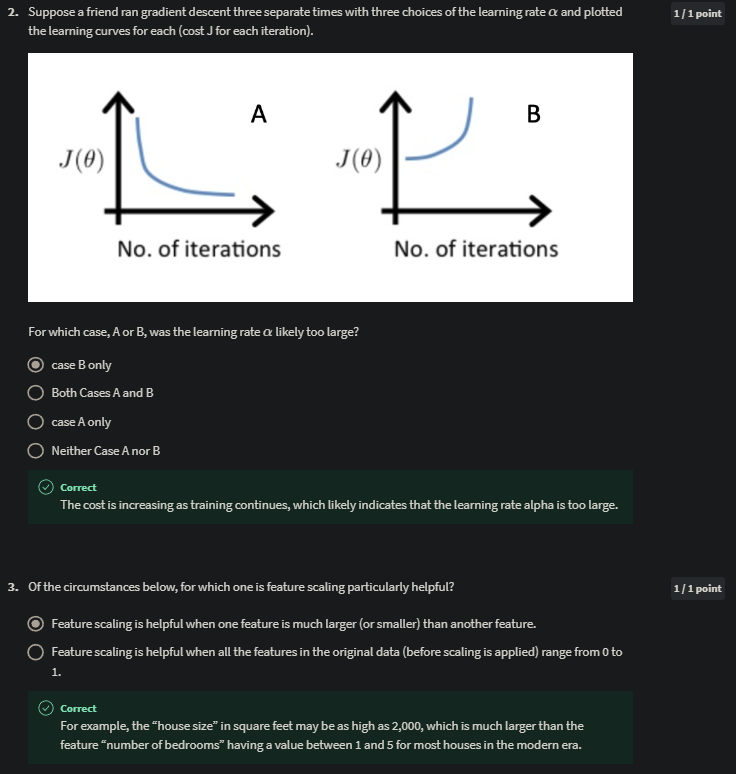 2. Suppose a friend ran gradient descent three separate times with three choices of the learning rate α and plotted
the learning curves for each (cost J for each iteration).
1 / 1 point
A
B
J(θ)
J(θ)
No. of iterations
No. of iterations
For which case, A or B, was the learning rate α likely too large?
case B only
Both Cases A and B
case A only
Neither Case A nor B
Correct
The cost is increasing as training continues, which likely indicates that the learning rate alpha is too large.
3. Of the circumstances below, for which one is feature scaling particularly helpful?
1 / 1 point
Feature scaling is helpful when one feature is much larger (or smaller) than another feature.
Feature scaling is helpful when all the features in the original data (before scaling is applied) range from 0 to
1.
Correct
For example, the “house size” in square feet may be as high as 2,000, which is much larger than the
feature “number of bedrooms” having a value between 1 and 5 for most houses in the modern era.